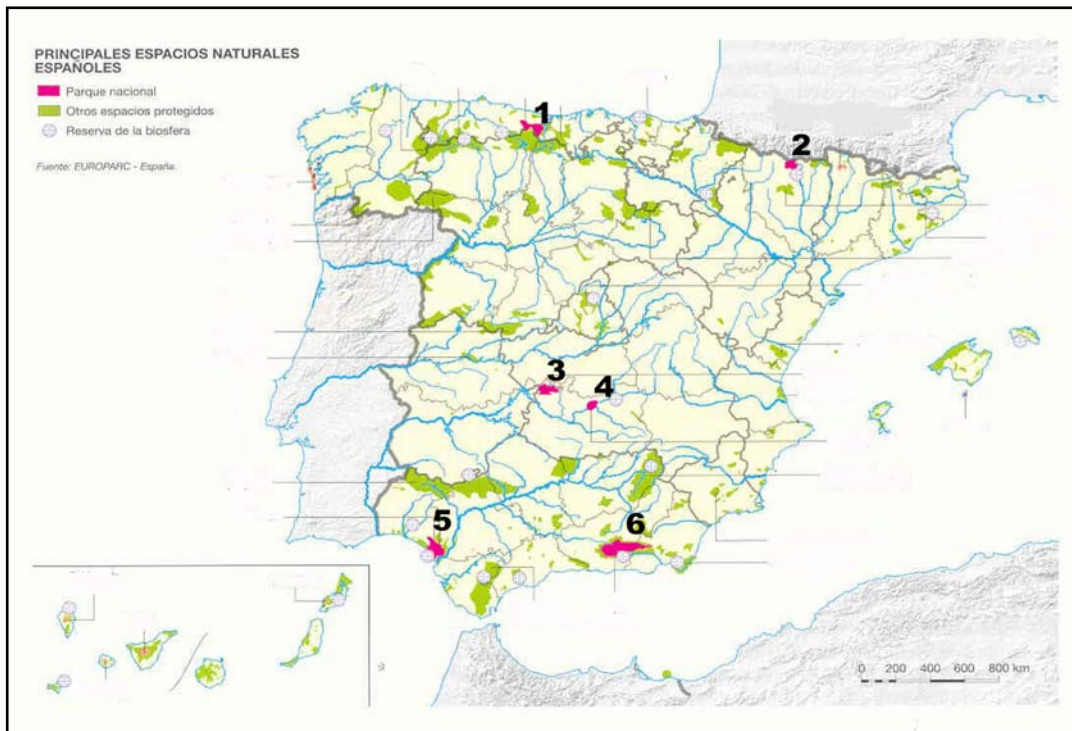 PRINCIPALES ESPACIOS NATURALES
ESPAÑOLES
Parque nacional
Otros espacios protegidos
Reserva de la biosfera
Fuente: EUROPARC - España.
1
2
3
4
5
6
0 200 400 600 800 km